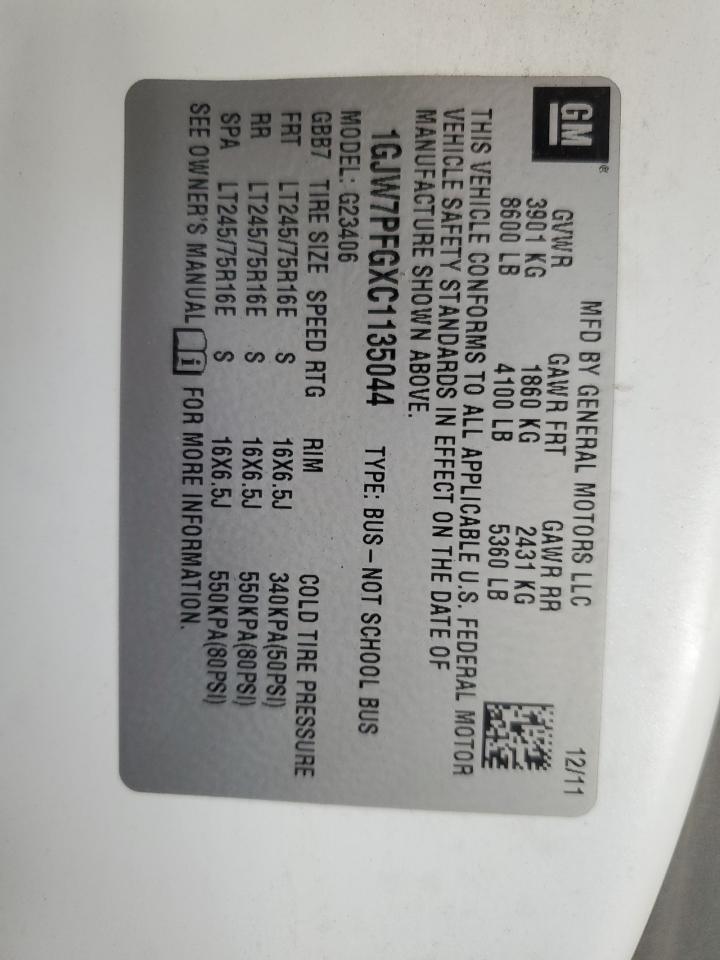 GM®
MFD BY GENERAL MOTORS LLC 12/11
GVWR GAWR FRT GAWR RR
3901 KG 1860 KG 2431 KG
8600 LB 4100 LB 5360 LB
THIS VEHICLE CONFORMS TO ALL APPLICABLE U.S. FEDERAL MOTOR
VEHICLE SAFETY STANDARDS IN EFFECT ON THE DATE OF
MANUFACTURE SHOWN ABOVE.
1GJW7PFGXC1135044 TYPE: BUS-NOT SCHOOL BUS
MODEL: G23406
GBB7 TIRE SIZE SPEED RTG RIM COLD TIRE PRESSURE
FRT LT245/75R16E S 16X6.5J 340KPA(50PSI)
RR LT245/75R16E S 16X6.5J 550KPA(80PSI)
SPA LT245/75R16E S 16X6.5J 550KPA(80PSI)
SEE OWNER'S MANUAL i FOR MORE INFORMATION.